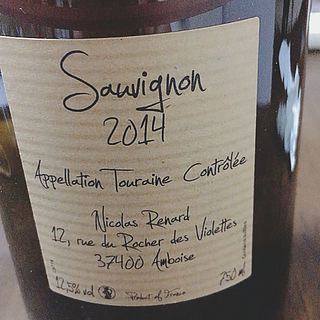 Sauvignon
2014
Appellation Touraine Contrôlée
Nicolas Renard
12, rue du Rocher des Violettes
37400 Amboise
12,5% vol
Product of France
750 ml